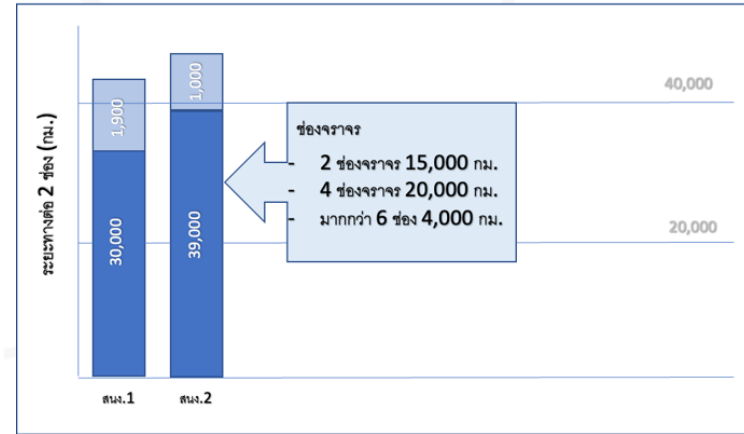 ระยะทางต่อ 2 ช่อง (กม.)
40,000
20,000
1,900
30,000
1,000
39,000
ช่องจราจร
- 2 ช่องจราจร 15,000 กม.
- 4 ช่องจราจร 20,000 กม.
- มากกว่า 6 ช่อง 4,000 กม.
สนง.1
สนง.2